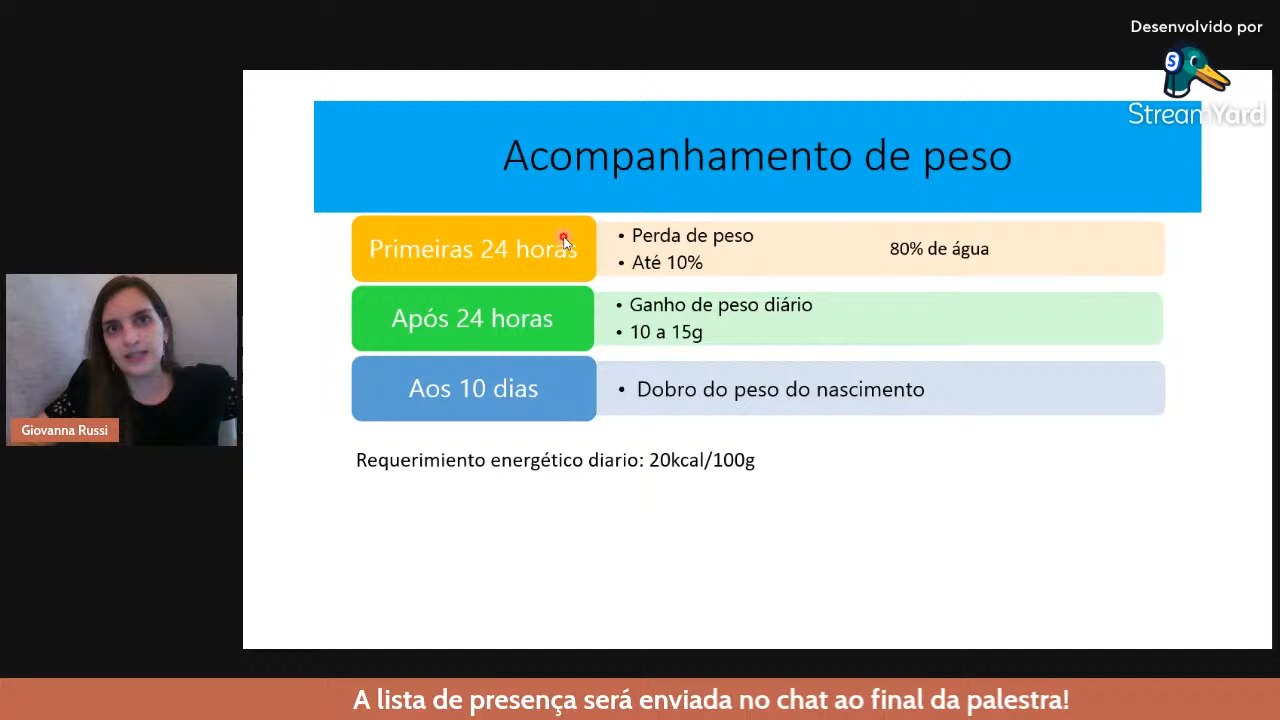 Desenvolvido por
StreamYard
Acompanhamento de peso
Primeiras 24 horas
• Perda de peso
• Até 10%
80% de água
Após 24 horas
• Ganho de peso diário
• 10 a 15g
Aos 10 dias
• Dobro do peso do nascimento
Requerimiento energético diario: 20kcal/100g
Giovanna Russi
A lista de presença será enviada no chat ao final da palestra!